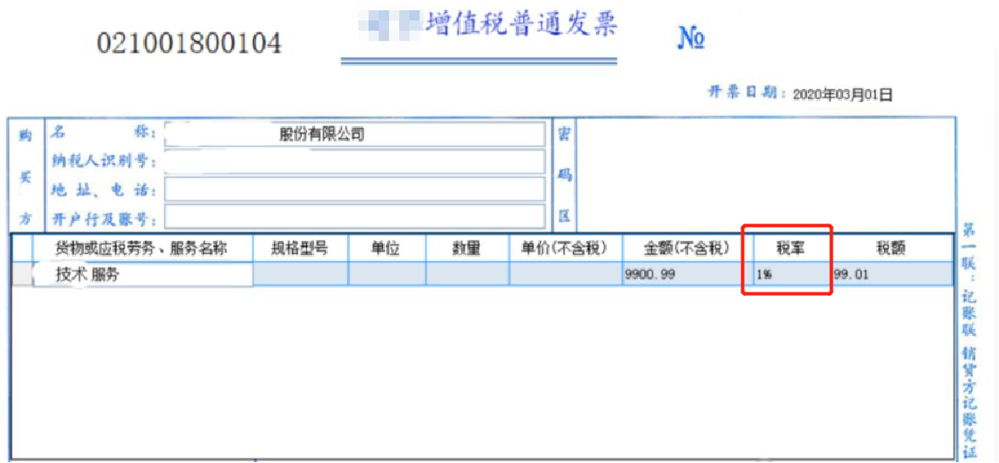 增值税普通发票
021001800104
№
开票日期：2020年03月01日
购买方
名称：股份有限公司
纳税人识别号：
地址、电话：
开户行及账号：
密码区
货物或应税劳务、服务名称 规格型号 单位 数量 单价(不含税) 金额(不含税) 税率 税额
技术服务 9900.99 1% 99.01
第一联：记账联 销货方记账凭证